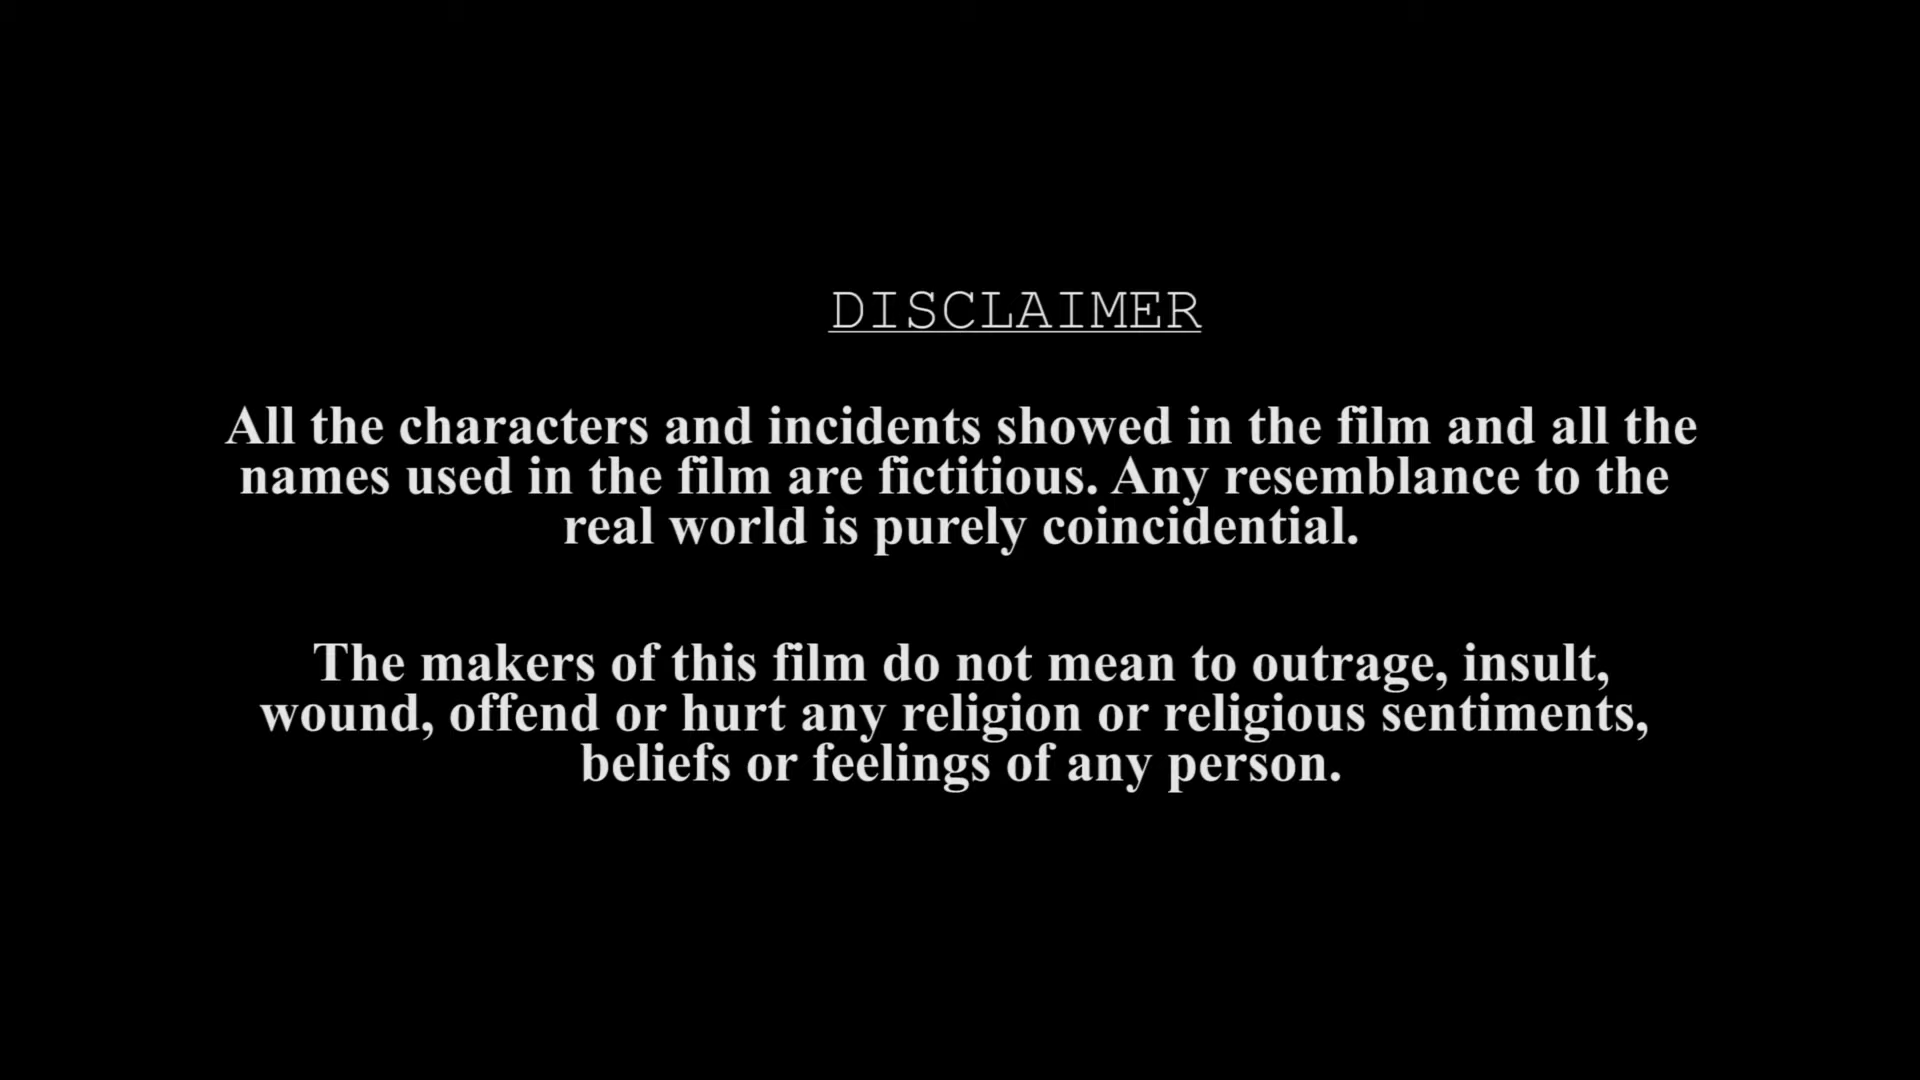 DISCLAIMER
All the characters and incidents showed in the film and all the
names used in the film are fictitious. Any resemblance to the
real world is purely coincidential.
The makers of this film do not mean to outrage, insult,
wound, offend or hurt any religion or religious sentiments,
beliefs or feelings of any person.